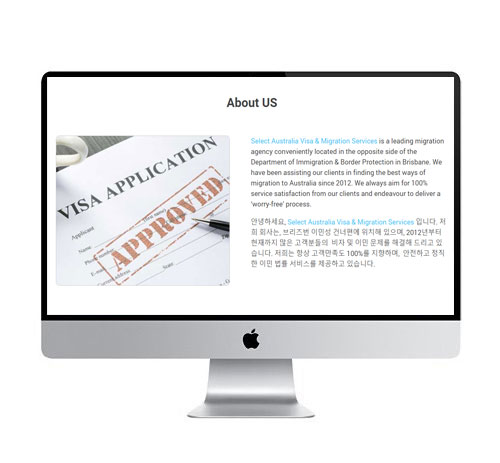 About US
VISA APPLICATION
APPROVED
Applicant
(form name)
Name
Phone number
E-mail
Current address
State
Select Australia Visa & Migration Services is a leading migration
agency conveniently located in the opposite side of the
Department of Immigration & Border Protection in Brisbane. We
have been assisting our clients in finding the best ways of
migration to Australia since 2012. We always aim for 100%
service satisfaction from our clients and endeavour to deliver a
'worry-free' process.
안녕하세요, Select Australia Visa & Migration Services 입니다. 저
희 회사는, 브리즈번 이민성 건너편에 위치해 있으며, 2012년부터
현재까지 많은 고객분들의 비자 및 이민 문제를 해결해 드리고 있
습니다. 저희는 항상 고객만족도 100%를 지향하며, 안전하고 정직
한 이민 법률 서비스를 제공하고 있습니다.